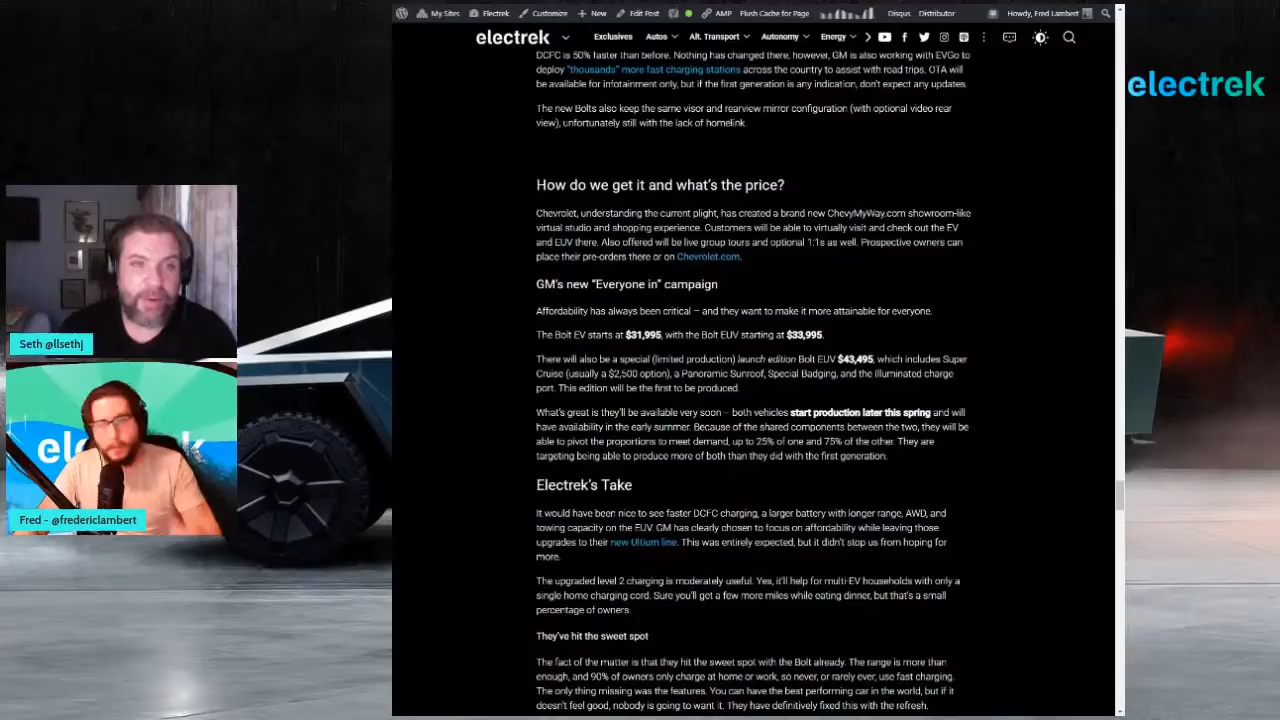 My Sites
Electrek
Customize
New
Edit Post
AMP
Flush Cache for Page
Disqus
Distributor
Howdy, Fred Lambert
electrek
Exclusives
Autos
Alt. Transport
Autonomy
Energy
electrek
DCFC is 50% faster than before. Nothing has changed there; however, GM is also working with EVGo to
deploy "thousands" more fast charging stations across the country to assist with road trips. OTA will
be available for infotainment only, but if the first generation is any indication, don't expect any updates.
The new Bolts also keep the same visor and rearview mirror configuration (with optional video rear
view), unfortunately still with the lack of homelink.
How do we get it and what's the price?
Chevrolet, understanding the current plight, has created a brand new ChevyMyWay.com showroom-like
virtual studio and shopping experience. Customers will be able to virtually visit and check out the EV
and EUV there. Also offered will be live group tours and optional 1:1s as well. Prospective owners can
place their pre-orders there or on Chevrolet.com.
GM's new "Everyone in" campaign
Affordability has always been critical – and they want to make it more attainable for everyone.
The Bolt EV starts at $31,995, with the Bolt EUV starting at $33,995.
There will also be a special (limited production) launch edition Bolt EUV $43,495, which includes Super
Cruise (usually a $2,500 option), a Panoramic Sunroof, Special Badging, and the Illuminated charge
port. This edition will be the first to be produced.
What's great is they'll be available very soon – both vehicles start production later this spring and will
have availability in the early summer. Because of the shared components between the two, they will be
able to pivot the proportions to meet demand, up to 25% of one and 75% of the other. They are
targeting being able to produce more of both than they did with the first generation.
Electrek's Take
It would have been nice to see faster DCFC charging, a larger battery with longer range, AWD, and
towing capacity on the EUV. GM has clearly chosen to focus on affordability while leaving those
upgrades to their new Ultium line. This was entirely expected, but it didn't stop us from hoping for
more.
The upgraded level 2 charging is moderately useful. Yes, it'll help for multi-EV households with only a
single home charging cord. Sure you'll get a few more miles while eating dinner, but that's a small
percentage of owners.
They've hit the sweet spot
The fact of the matter is that they hit the sweet spot with the Bolt already. The range is more than
enough, and 90% of owners only charge at home or work, so never, or rarely ever, use fast charging.
The only thing missing was the features. You can have the best performing car in the world, but if it
doesn't feel good, nobody is going to want it. They have definitively fixed this with the refresh.
Seth @llsethj
Fred - @fredericlambert